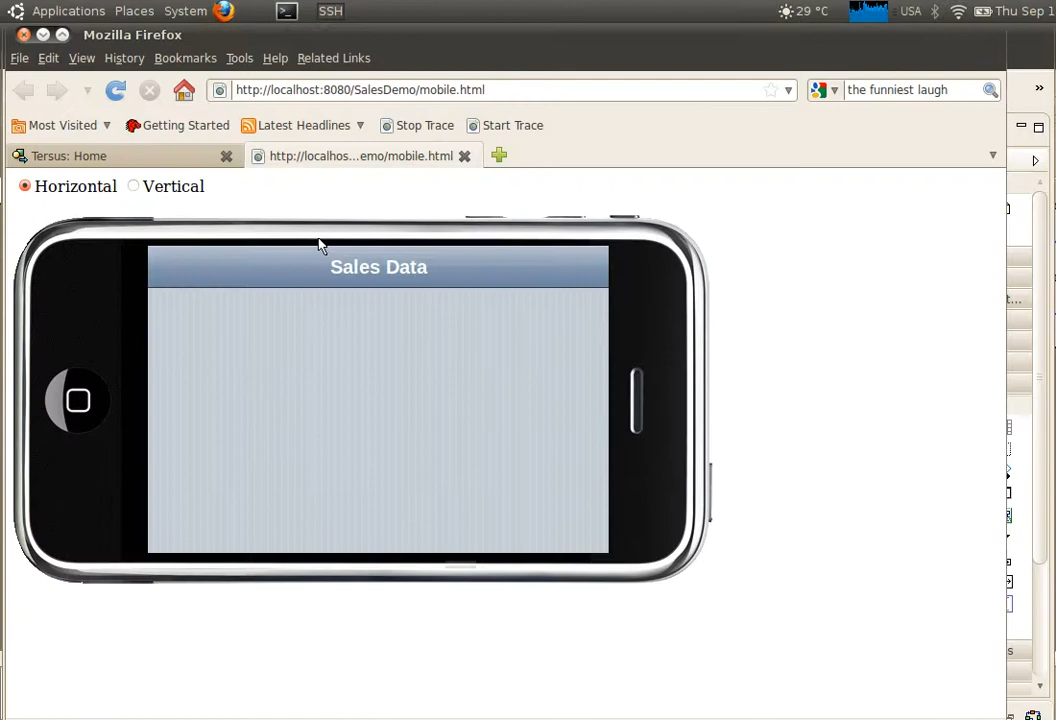 Applications Places System SSH 29 °C USA Thu Sep 1
Mozilla Firefox
File Edit View History Bookmarks Tools Help Related Links
http://localhost:8080/SalesDemo/mobile.html the funniest laugh »
Most Visited Getting Started Latest Headlines Stop Trace Start Trace
Tersus: Home http://localhos...emo/mobile.html
Horizontal Vertical
Sales Data
t...
s